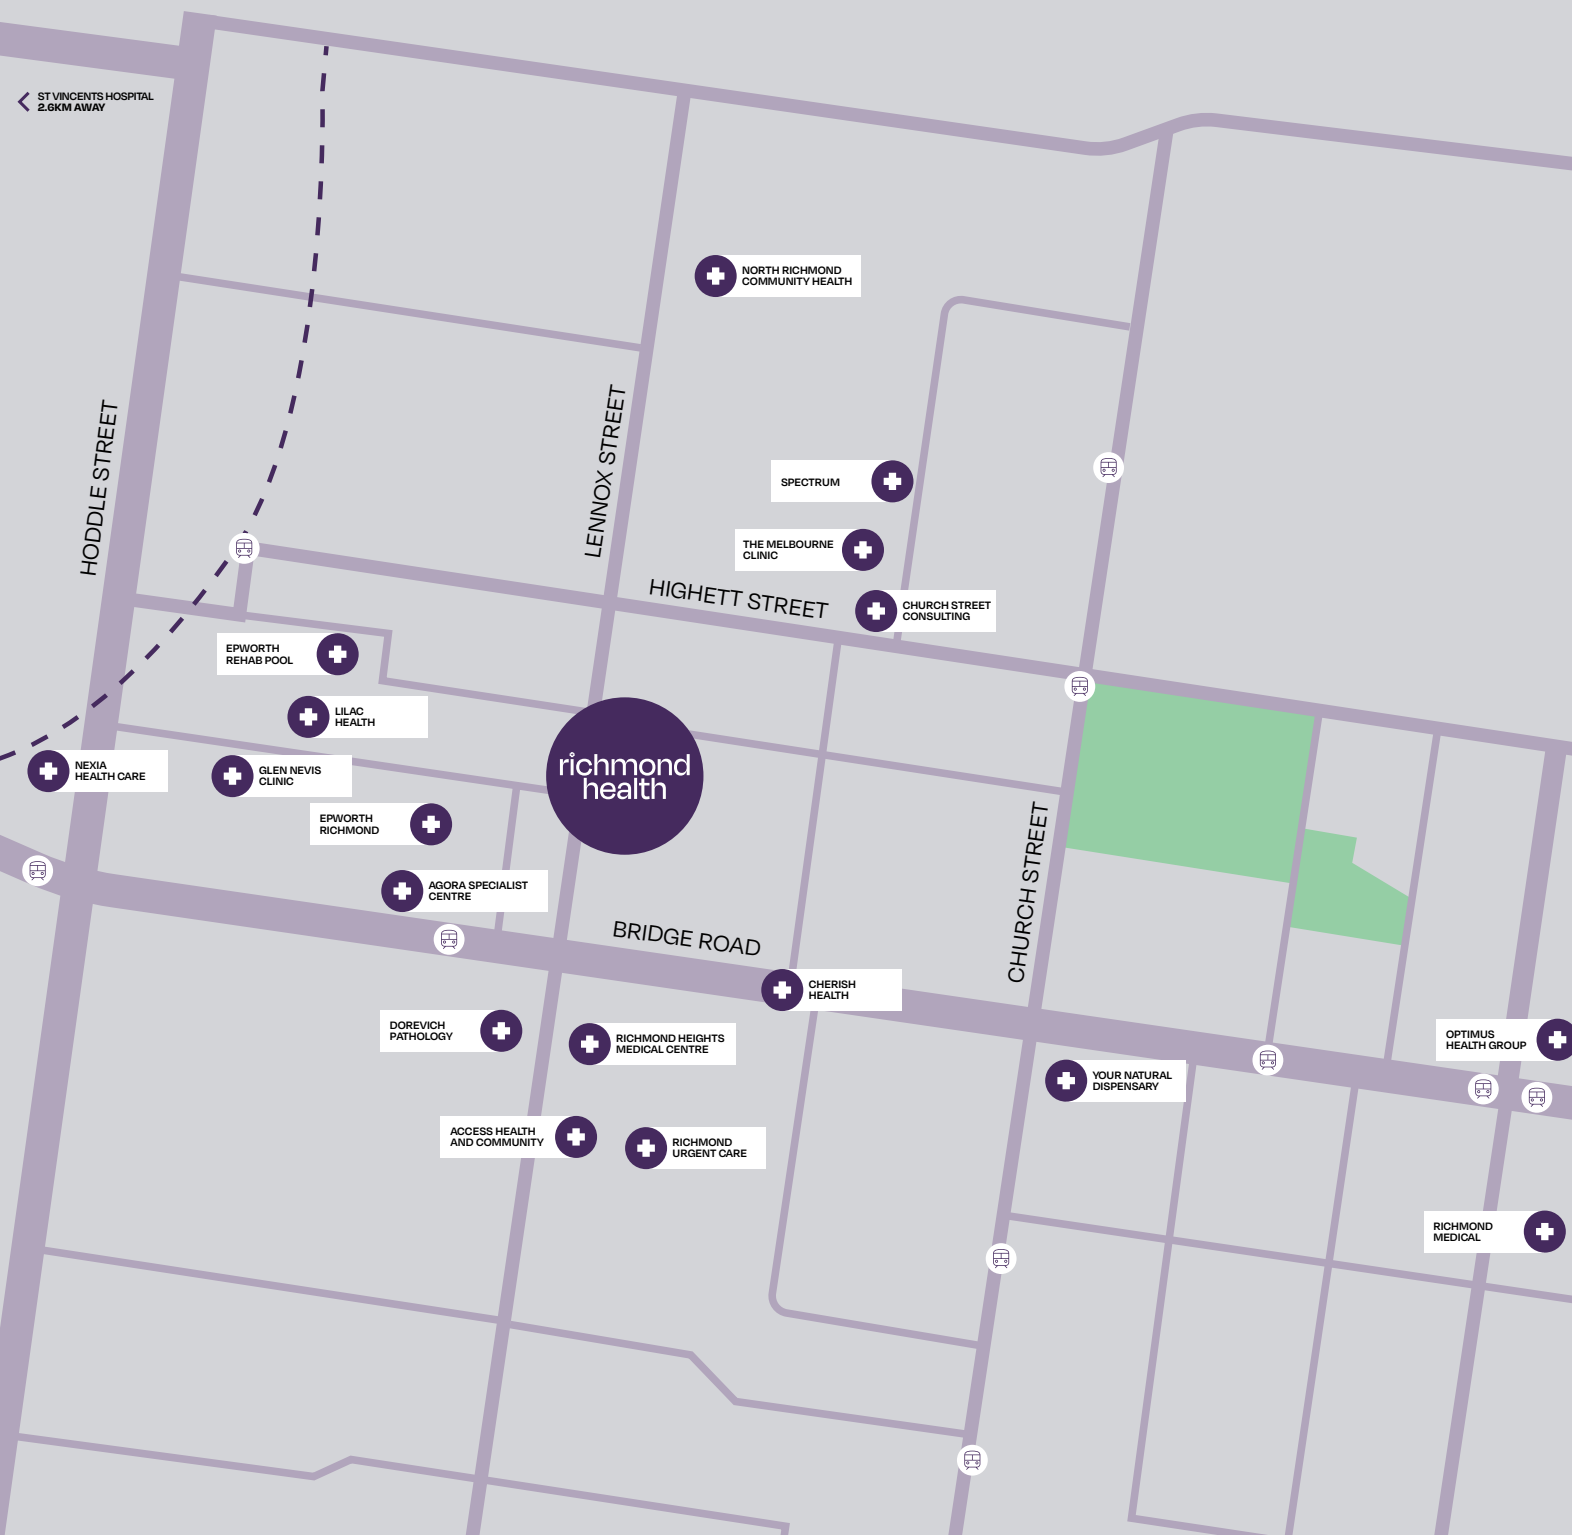 ST VINCENTS HOSPITAL
2.6KM AWAY
NORTH RICHMOND
COMMUNITY HEALTH
HODDLE STREET
LENNOX STREET
SPECTRUM
THE MELBOURNE
CLINIC
HIGHETT STREET
CHURCH STREET
CONSULTING
EPWORTH
REHAB POOL
LILAC
HEALTH
NEXIA
HEALTH CARE
GLEN NEVIS
CLINIC
richmond
health
EPWORTH
RICHMOND
CHURCH STREET
AGORA SPECIALIST
CENTRE
BRIDGE ROAD
CHERISH
HEALTH
DOREVICH
PATHOLOGY
RICHMOND HEIGHTS
MEDICAL CENTRE
OPTIMUS
HEALTH GROUP
YOUR NATURAL
DISPENSARY
ACCESS HEALTH
AND COMMUNITY
RICHMOND
URGENT CARE
RICHMOND
MEDICAL